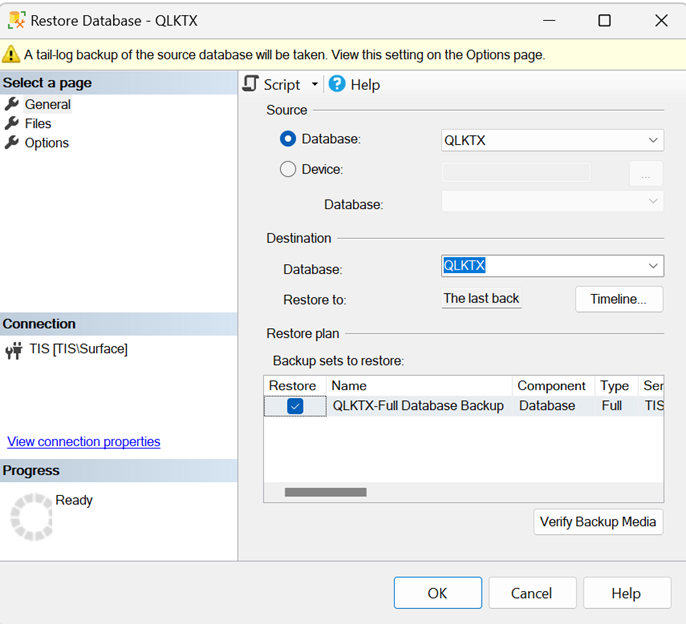 Restore Database - QLKTX
A tail-log backup of the source database will be taken. View this setting on the Options page.
Select a page
General
Files
Options
Script
Help
Source
Database:
QLKTX
Device:
...
Database:
Destination
Database:
QLKTX
Restore to:
The last back
Timeline...
Restore plan
Backup sets to restore:
Restore Name Component Type Ser
QLKTX-Full Database Backup Database Full TIS
Verify Backup Media
Connection
TIS [TIS\Surface]
View connection properties
Progress
Ready
OK Cancel Help